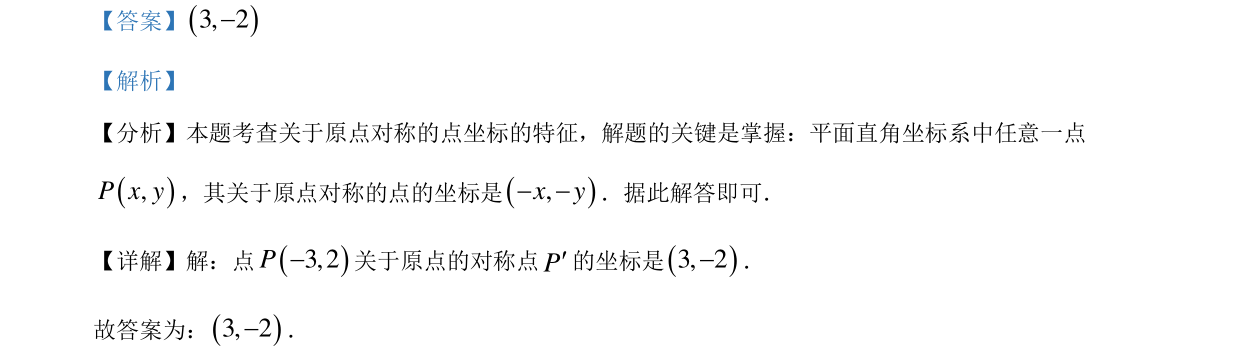 【答案】(3,−2)
【解析】
【分析】本题考查关于原点对称的点坐标的特征，解题的关键是掌握：平面直角坐标系中任意一点
P(x, y)，其关于原点对称的点的坐标是(−x,−y)．据此解答即可．
【详解】解：点 P(−3,2)关于原点的对称点 P′ 的坐标是(3,−2)．
故答案为：(3,−2)．